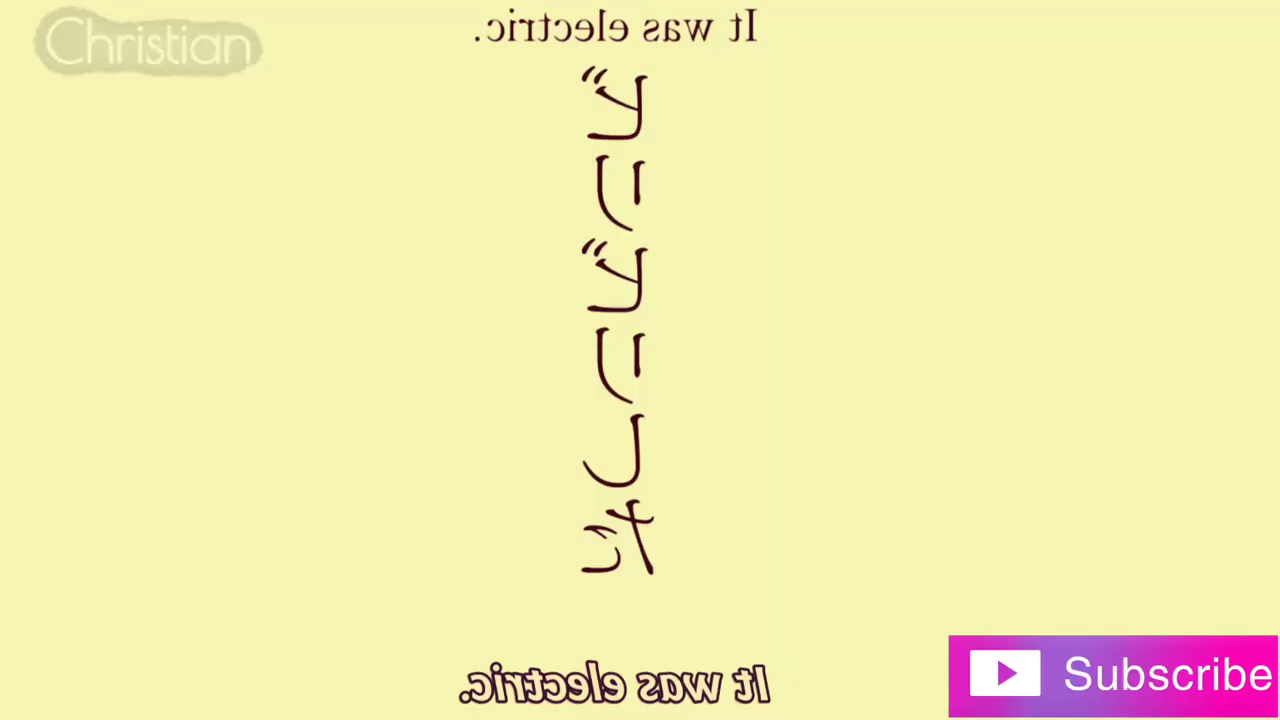 Christian
It was electric.
ビリビリした
It was electric.
Subscribe